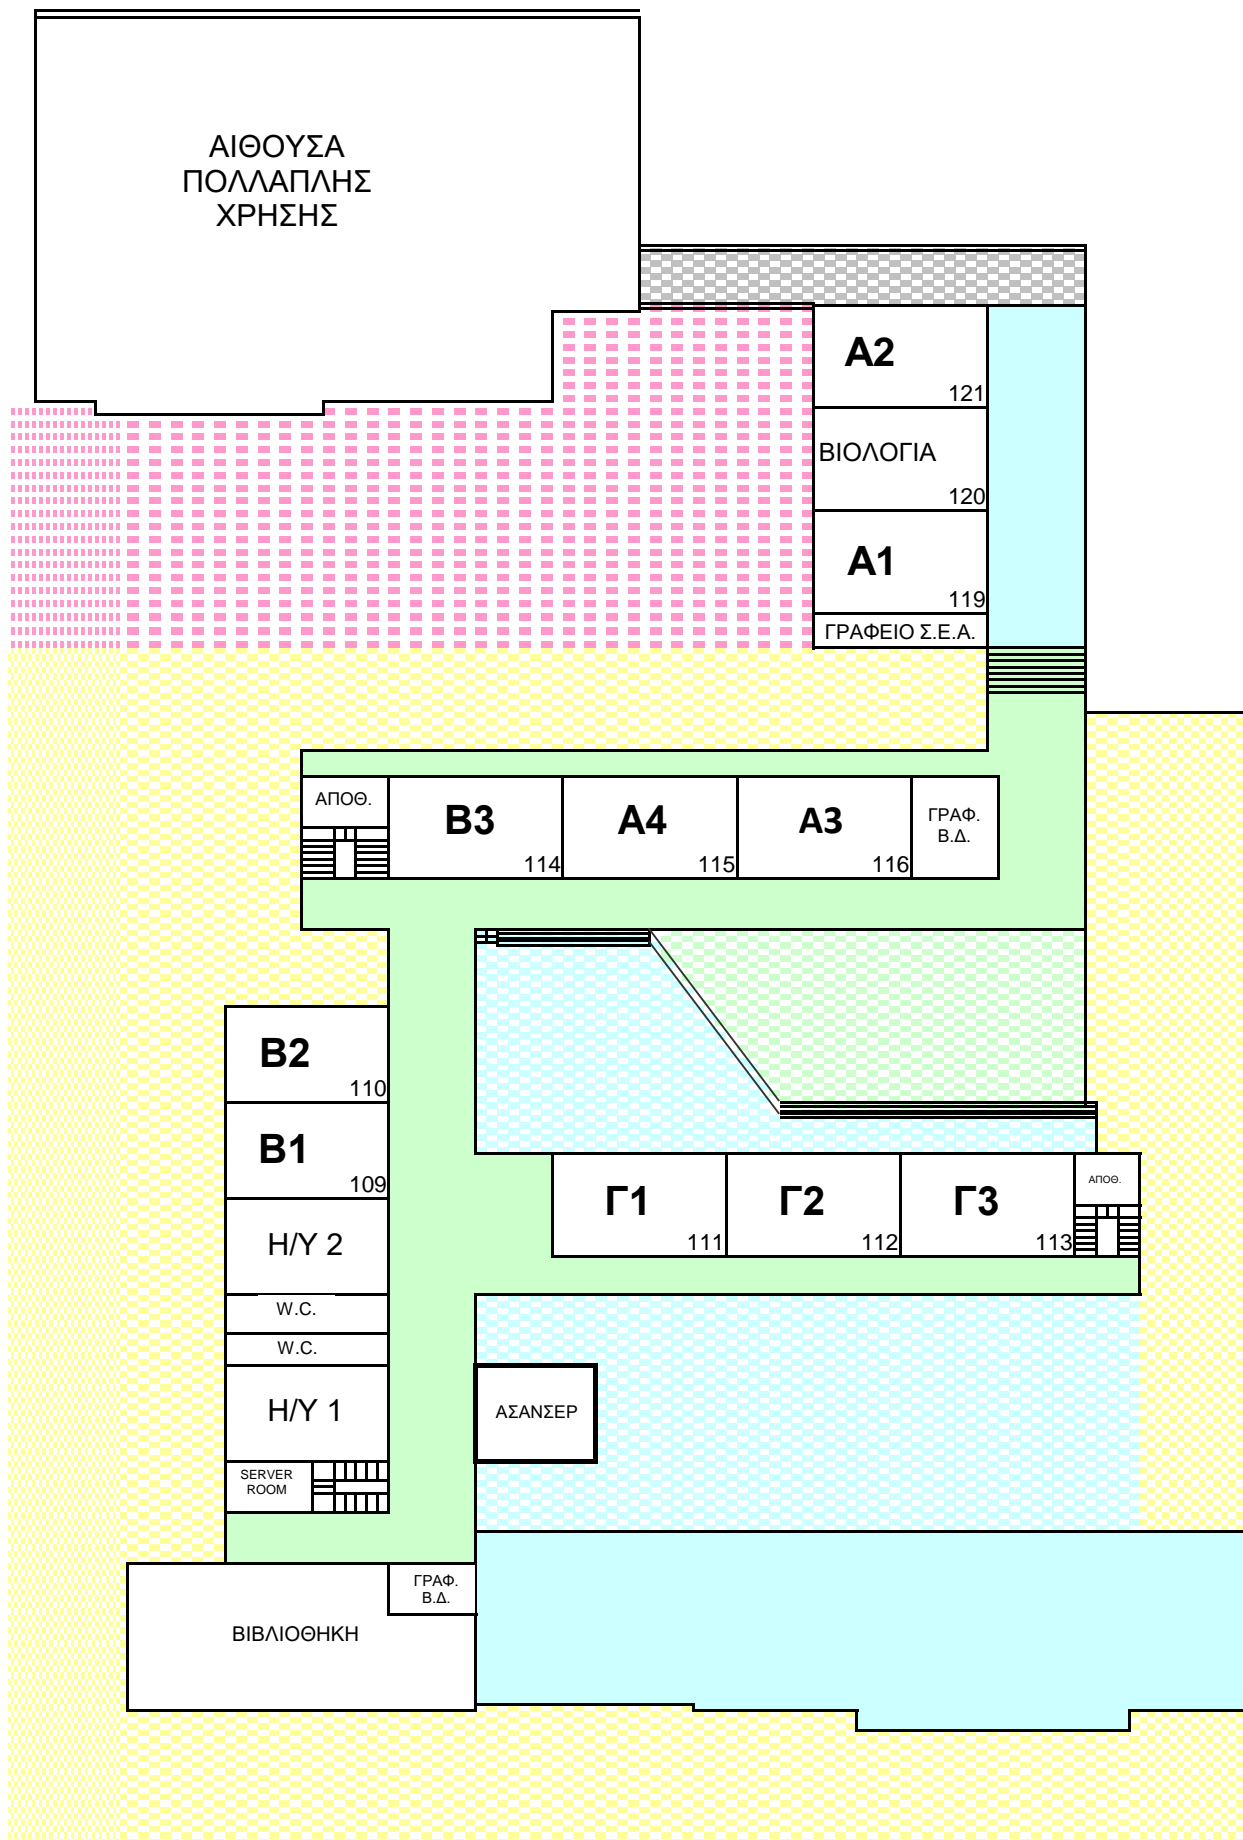 ΑΙΘΟΥΣΑ
ΠΟΛΛΑΠΛΗΣ
ΧΡΗΣΗΣ
Α2
121
ΒΙΟΛΟΓΙΑ
120
Α1
119
ΓΡΑΦΕΙΟ Σ.Ε.Α.
ΑΠΟΘ.
Β3
114
Α4
115
Α3
116
ΓΡΑΦ.
Β.Δ.
Β2
110
Β1
109
Η/Υ 2
W.C.
W.C.
Η/Υ 1
SERVER
ROOM
Γ1
111
Γ2
112
Γ3
113
ΑΠΟΘ.
ΑΣΑΝΣΕΡ
ΓΡΑΦ.
Β.Δ.
ΒΙΒΛΙΟΘΗΚΗ